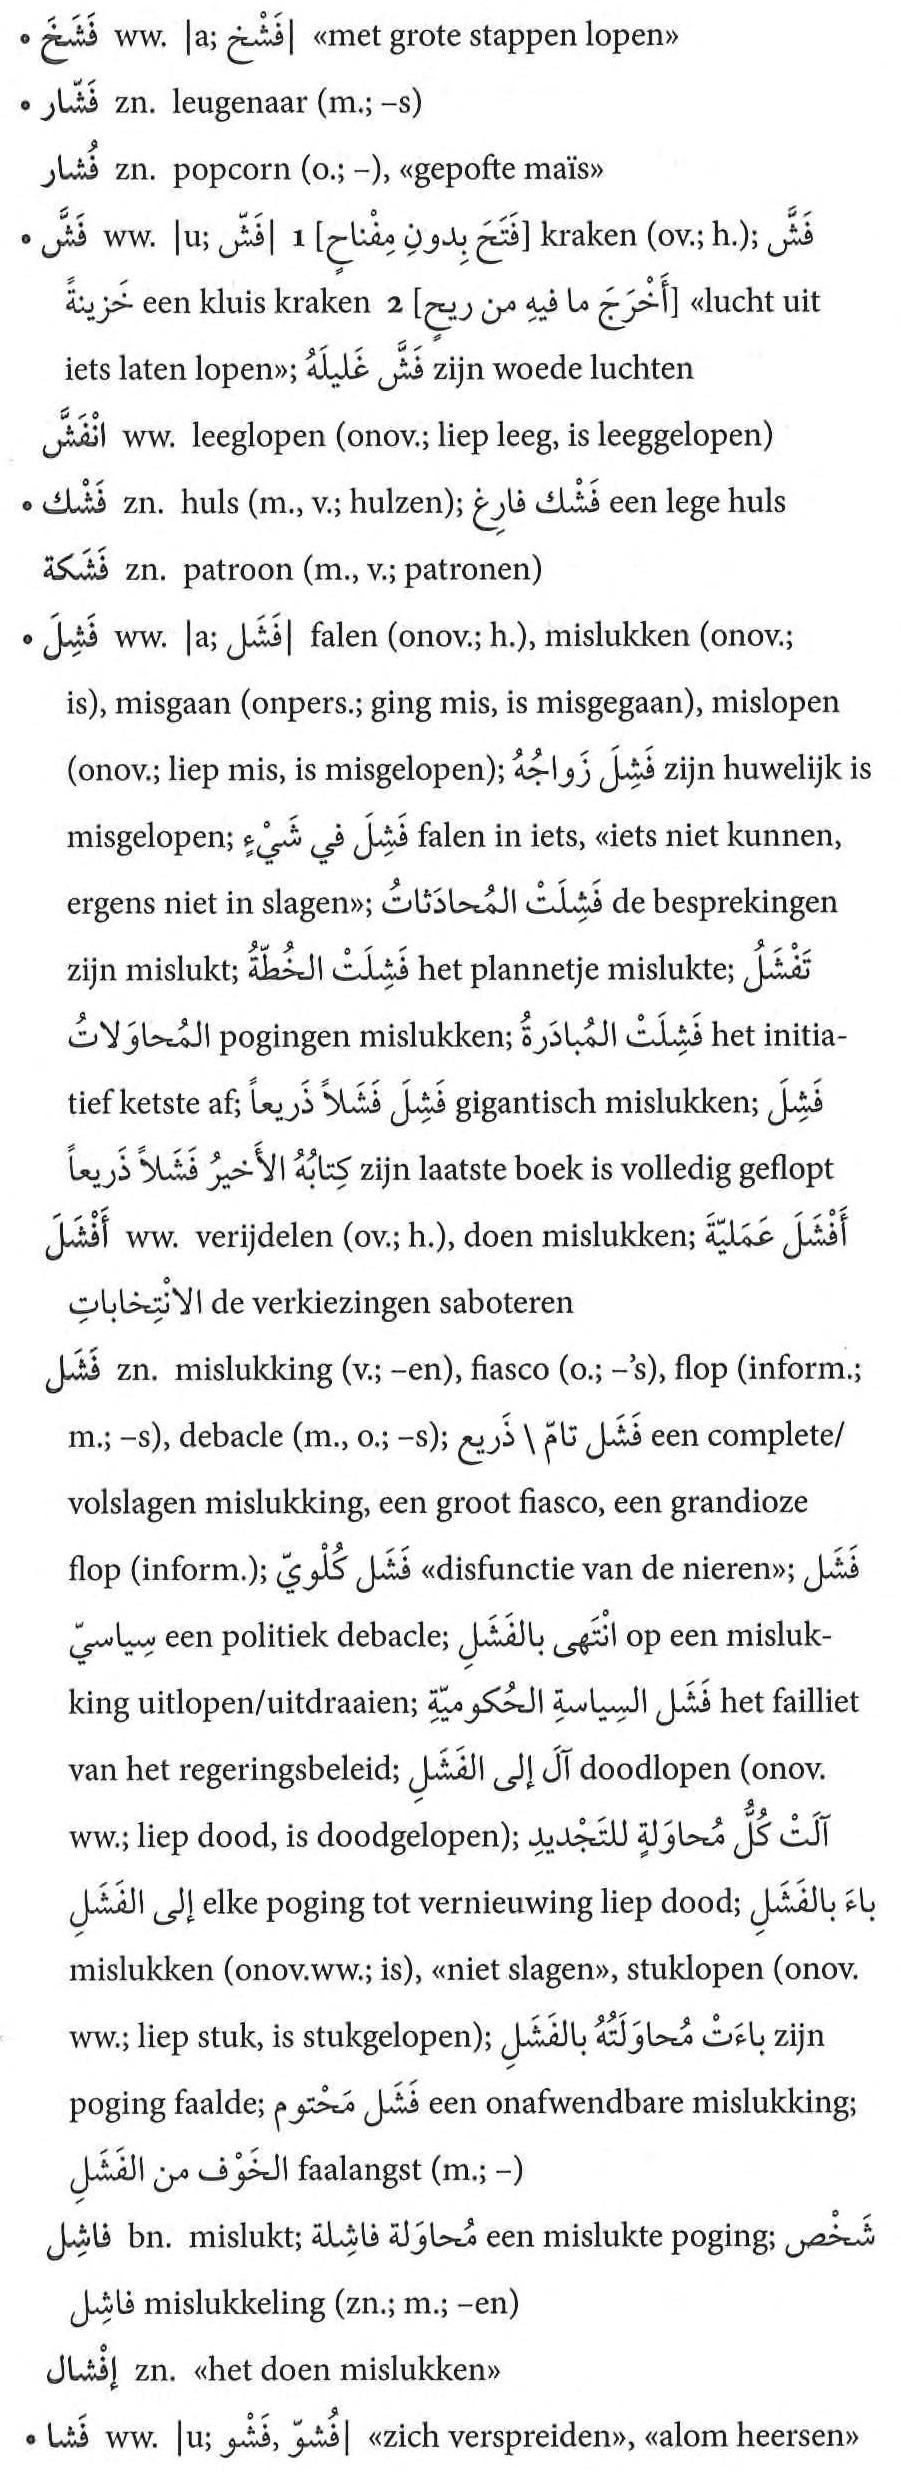 • فَشَخَ ww. |a; فَشْخ| «met grote stappen lopen»
• فَشّار zn. leugenaar (m.; –s)
فُشار zn. popcorn (o.; –), «gepofte maïs»
• فَشَّ ww. |u; فَشّ| 1 [فَتَحَ بِدونِ مِفْتاحٍ] kraken (ov.; h.); فَشَّ
خَزينةً een kluis kraken 2 [أَخْرَجَ ما فيهِ من ريحٍ] «lucht uit
iets laten lopen»; فَشَّ غَليلَهُ zijn woede luchten
انْفَشَّ ww. leeglopen (onov.; liep leeg, is leeggelopen)
• فَشْك zn. huls (m., v.; hulzen); فَشْك فارِغ een lege huls
فَشَكة zn. patroon (m., v.; patronen)
• فَشِلَ ww. |a; فَشَل| falen (onov.; h.), mislukken (onov.;
is), misgaan (onpers.; ging mis, is misgegaan), mislopen
(onov.; liep mis, is misgelopen); فَشِلَ زَواجُهُ zijn huwelijk is
misgelopen; فَشِلَ في شَيْءٍ falen in iets, «iets niet kunnen,
ergens niet in slagen»; فَشِلَتْ المُحادَثاتُ de besprekingen
zijn mislukt; فَشِلَتْ الخُطّةُ het plannetje mislukte; تَفْشَلُ
المُحاوَلاتُ pogingen mislukken; فَشِلَتْ المُبادَرةُ het initia-
tief ketste af; فَشِلَ فَشَلاً ذَريعاً gigantisch mislukken; فَشِلَ
كِتابُهُ الأَخيرُ فَشَلاً ذَريعاً zijn laatste boek is volledig geflopt
أَفْشَلَ ww. verijdelen (ov.; h.), doen mislukken; أَفْشَلَ عَمَليّةَ
الانْتِخاباتِ de verkiezingen saboteren
فَشَل zn. mislukking (v.; –en), fiasco (o.; –'s), flop (inform.;
m.; –s), debacle (m., o.; –s); فَشَل تامّ \ ذَريع een complete/
volslagen mislukking, een groot fiasco, een grandioze
flop (inform.); فَشَل كُلْويّ «disfunctie van de nieren»; فَشَل
سِياسيّ een politiek debacle; انْتَهى بالفَشَلِ op een misluk-
king uitlopen/uitdraaien; فَشَل السِياسةِ الحُكوميّةِ het failliet
van het regeringsbeleid; آلَ إلى الفَشَلِ doodlopen (onov.
ww.; liep dood, is doodgelopen); آلَتْ كُلُّ مُحاوَلةٍ للتَجْديدِ
إلى الفَشَلِ elke poging tot vernieuwing liep dood; باءَ بالفَشَلِ
mislukken (onov.ww.; is), «niet slagen», stuklopen (onov.
ww.; liep stuk, is stukgelopen); باءَتْ مُحاوَلَتُهُ بالفَشَلِ zijn
poging faalde; فَشَل مَحْتوم een onafwendbare mislukking;
الخَوْف من الفَشَلِ faalangst (m.; –)
فاشِل bn. mislukt; مُحاوَلة فاشِلة een mislukte poging; شَخْص
فاشِل mislukkeling (zn.; m.; –en)
إفْشال zn. «het doen mislukken»
• فَشا ww. |u; فَشْو, فُشوّ| «zich verspreiden», «alom heersen»